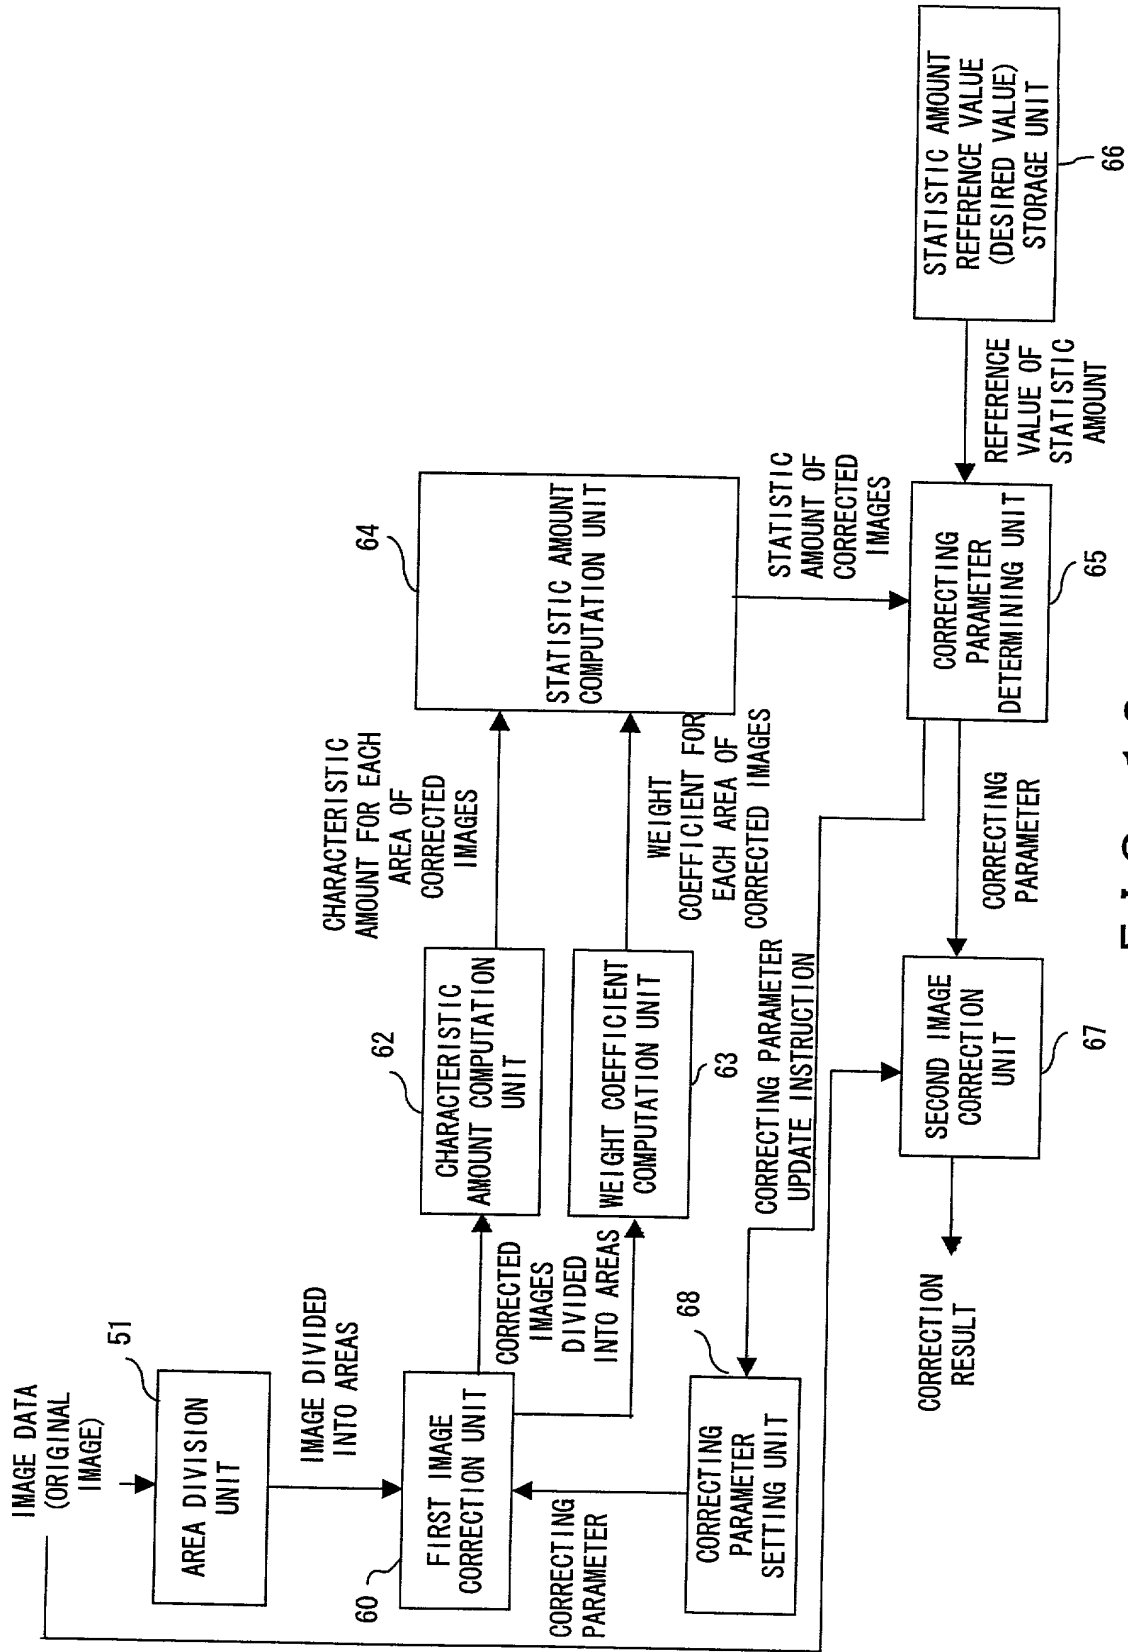 IMAGE DATA
(ORIGINAL
IMAGE)
51
AREA DIVISION
UNIT
IMAGE DIVIDED
INTO AREAS
60
FIRST IMAGE
CORRECTION UNIT
CORRECTING
PARAMETER
68
CORRECTING
PARAMETER
SETTING UNIT
CORRECTED
IMAGES
DIVIDED
INTO AREAS
62
CHARACTERISTIC
AMOUNT COMPUTATION
UNIT
WEIGHT COEFFICIENT
COMPUTATION UNIT
63
CHARACTERISTIC
AMOUNT FOR EACH
AREA OF
CORRECTED
IMAGES
WEIGHT
COEFFICIENT FOR
EACH AREA OF
CORRECTED IMAGES
64
STATISTIC AMOUNT
COMPUTATION UNIT
STATISTIC
AMOUNT OF
CORRECTED
IMAGES
CORRECTING PARAMETER
UPDATE INSTRUCTION
CORRECTING
PARAMETER
DETERMINING UNIT
65
REFERENCE
VALUE OF
STATISTIC
AMOUNT
STATISTIC AMOUNT
REFERENCE VALUE
(DESIRED VALUE)
STORAGE UNIT
66
CORRECTING
PARAMETER
SECOND IMAGE
CORRECTION
UNIT
67
CORRECTION
RESULT